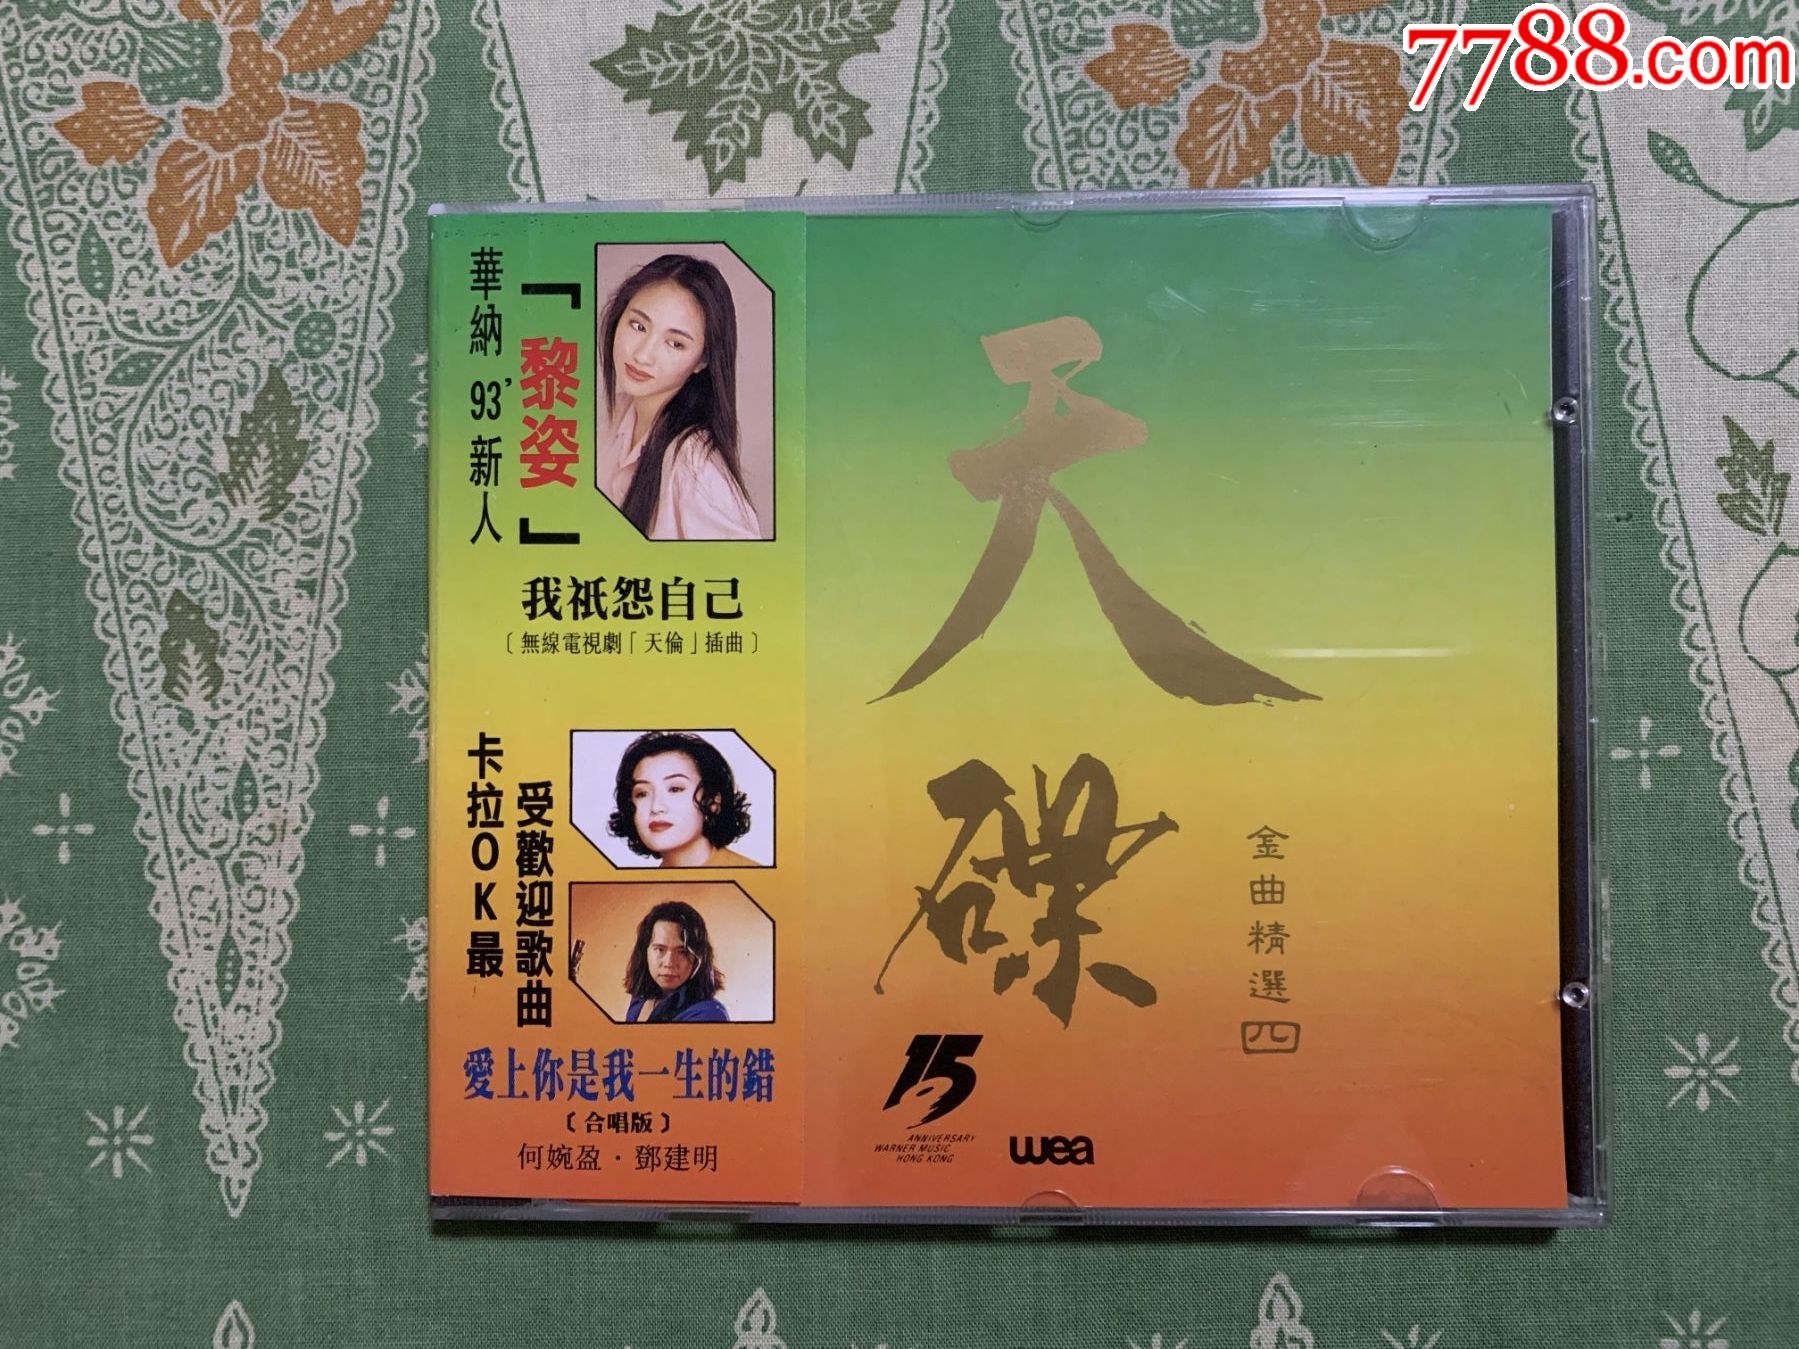 7788.com
華納 93' 新人
「黎姿」
我祇怨自己
〔無線電視劇「天倫」插曲〕
卡拉OK最
受歡迎歌曲
愛上你是我一生的錯
〔合唱版〕
何婉盈·鄧建明
天碟
金曲精選四
15
ANNIVERSARY
WARNER MUSIC
HONG KONG
wea